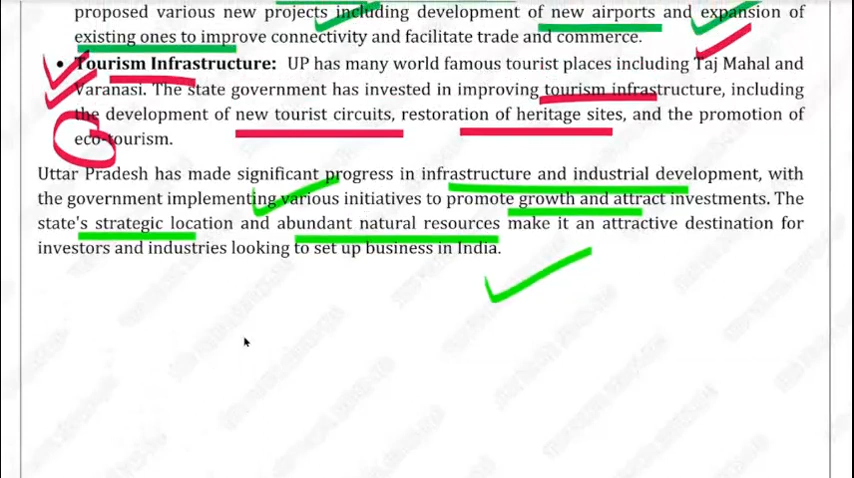 proposed various new projects including development of new airports and expansion of
existing ones to improve connectivity and facilitate trade and commerce.
• Tourism Infrastructure: UP has many world famous tourist places including Taj Mahal and
Varanasi. The state government has invested in improving tourism infrastructure, including
the development of new tourist circuits, restoration of heritage sites, and the promotion of
eco-tourism.
Uttar Pradesh has made significant progress in infrastructure and industrial development, with
the government implementing various initiatives to promote growth and attract investments. The
state's strategic location and abundant natural resources make it an attractive destination for
investors and industries looking to set up business in India.